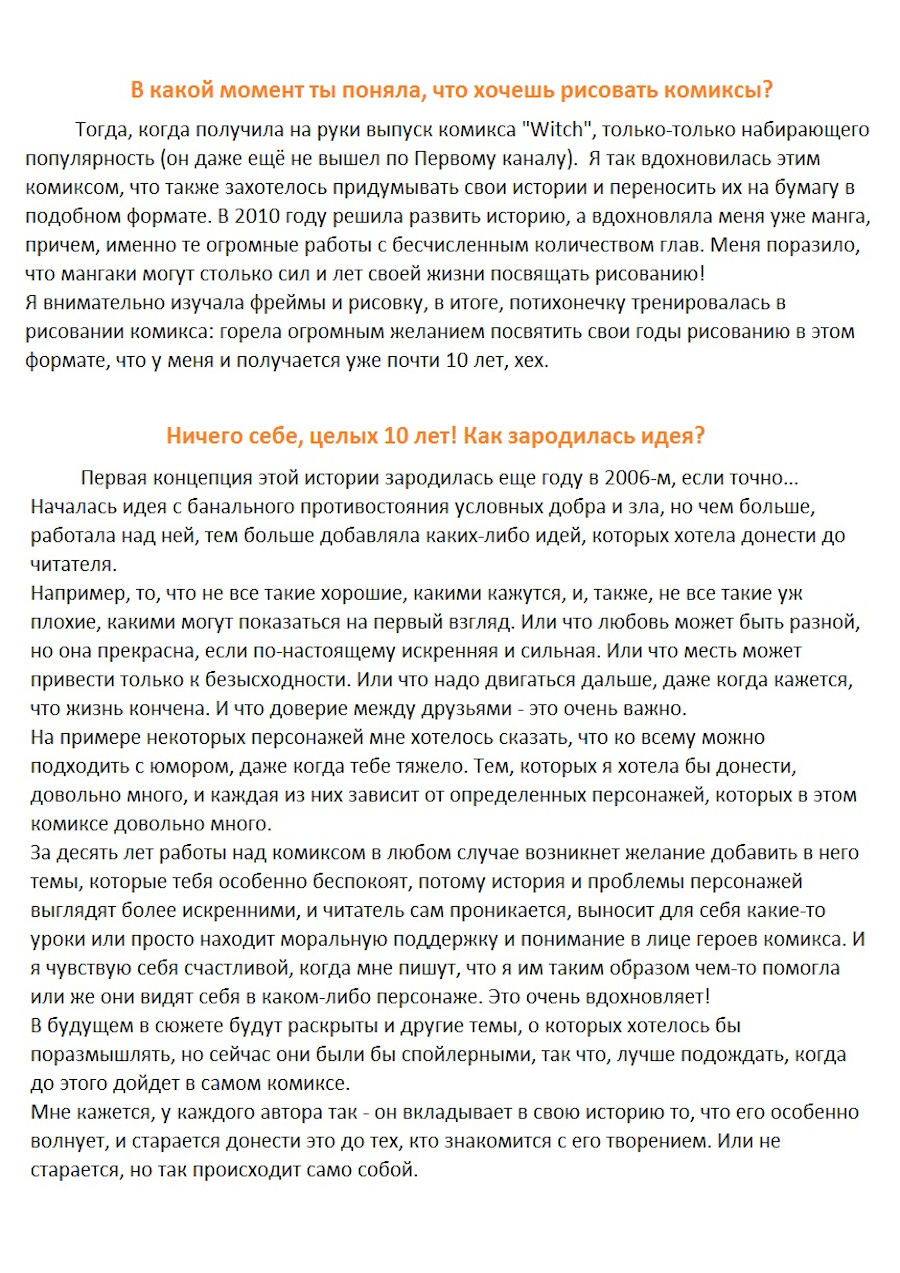 В какой момент ты поняла, что хочешь рисовать комиксы?
Тогда, когда получила на руки выпуск комикса "Witch", только-только набирающего
популярность (он даже ещё не вышел по Первому каналу). Я так вдохновилась этим
комиксом, что также захотелось придумывать свои истории и переносить их на бумагу в
подобном формате. В 2010 году решила развить историю, а вдохновляла меня уже манга,
причем, именно те огромные работы с бесчисленным количеством глав. Меня поразило,
что мангаки могут столько сил и лет своей жизни посвящать рисованию!
Я внимательно изучала фреймы и рисовку, в итоге, потихонечку тренировалась в
рисовании комикса: горела огромным желанием посвятить свои годы рисованию в этом
формате, что у меня и получается уже почти 10 лет, хех.
Ничего себе, целых 10 лет! Как зародилась идея?
Первая концепция этой истории зародилась еще году в 2006-м, если точно...
Началась идея с банального противостояния условных добра и зла, но чем больше,
работала над ней, тем больше добавляла каких-либо идей, которых хотела донести до
читателя.
Например, то, что не все такие хорошие, какими кажутся, и, также, не все такие уж
плохие, какими могут показаться на первый взгляд. Или что любовь может быть разной,
но она прекрасна, если по-настоящему искренняя и сильная. Или что месть может
привести только к безысходности. Или что надо двигаться дальше, даже когда кажется,
что жизнь кончена. И что доверие между друзьями - это очень важно.
На примере некоторых персонажей мне хотелось сказать, что ко всему можно
подходить с юмором, даже когда тебе тяжело. Тем, которых я хотела бы донести,
довольно много, и каждая из них зависит от определенных персонажей, которых в этом
комиксе довольно много.
За десять лет работы над комиксом в любом случае возникнет желание добавить в него
темы, которые тебя особенно беспокоят, потому история и проблемы персонажей
выглядят более искренними, и читатель сам проникается, выносит для себя какие-то
уроки или просто находит моральную поддержку и понимание в лице героев комикса. И
я чувствую себя счастливой, когда мне пишут, что я им таким образом чем-то помогла
или же они видят себя в каком-либо персонаже. Это очень вдохновляет!
В будущем в сюжете будут раскрыты и другие темы, о которых хотелось бы
поразмышлять, но сейчас они были бы спойлерными, так что, лучше подождать, когда
до этого дойдет в самом комиксе.
Мне кажется, у каждого автора так - он вкладывает в свою историю то, что его особенно
волнует, и старается донести это до тех, кто знакомится с его творением. Или не
старается, но так происходит само собой.